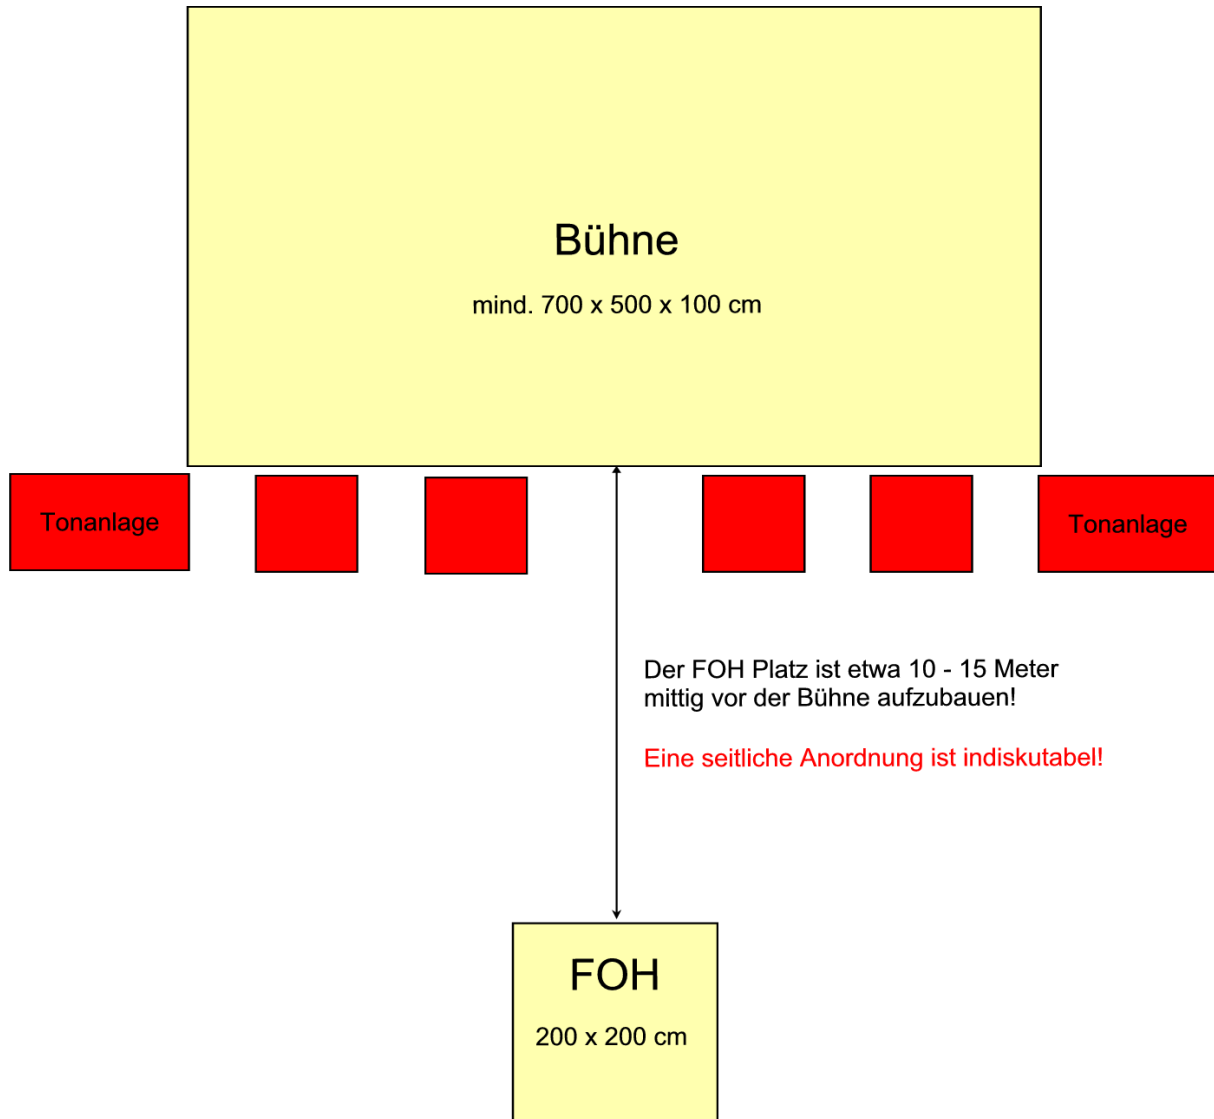 Bühne
mind. 700 x 500 x 100 cm
Tonanlage
Tonanlage
Der FOH Platz ist etwa 10 - 15 Meter
mittig vor der Bühne aufzubauen!
Eine seitliche Anordnung ist indiskutabel!
FOH
200 x 200 cm